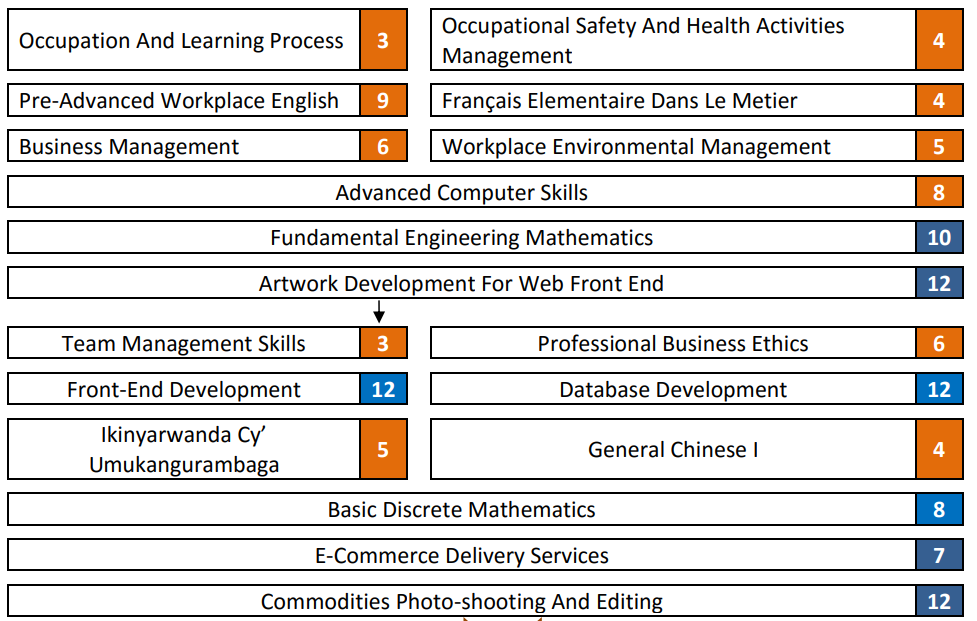 Occupation And Learning Process 3
Occupational Safety And Health Activities
Management 4
Pre-Advanced Workplace English 9
Français Elementaire Dans Le Metier 4
Business Management 6
Workplace Environmental Management 5
Advanced Computer Skills 8
Fundamental Engineering Mathematics 10
Artwork Development For Web Front End 12
Team Management Skills 3
Professional Business Ethics 6
Front-End Development 12
Database Development 12
Ikinyarwanda Cy’
Umukangurambaga 5
General Chinese I 4
Basic Discrete Mathematics 8
E-Commerce Delivery Services 7
Commodities Photo-shooting And Editing 12